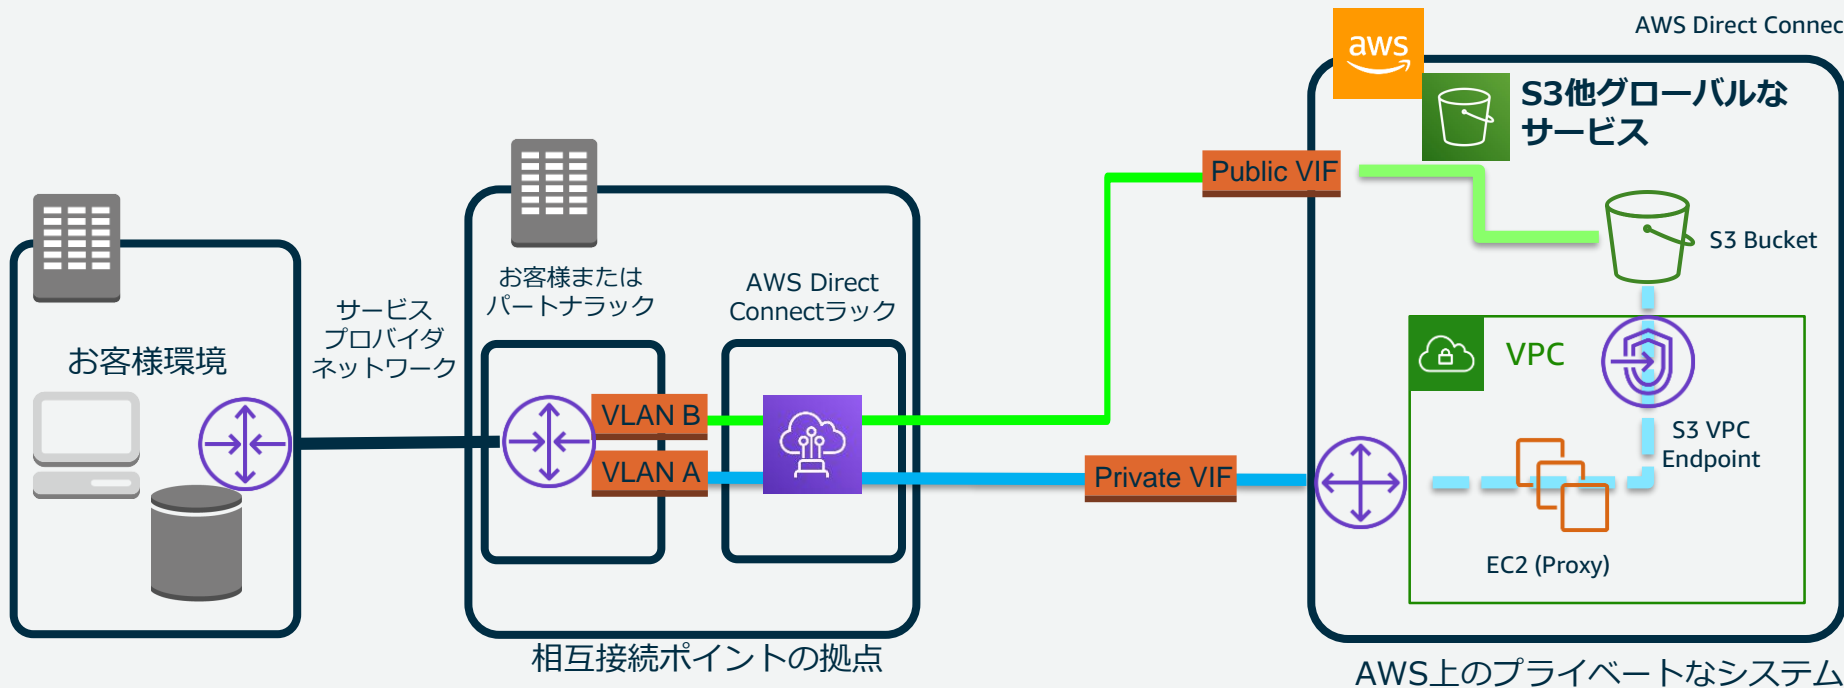 AWS Direct Connec
aws
S3他グローバルな
サービス
Public VIF
S3 Bucket
お客様または
パートナラック
AWS Direct
Connectラック
サービス
プロバイダ
ネットワーク
お客様環境
VPC
VLAN B
VLAN A
Private VIF
S3 VPC
Endpoint
EC2 (Proxy)
相互接続ポイントの拠点
AWS上のプライベートなシステム